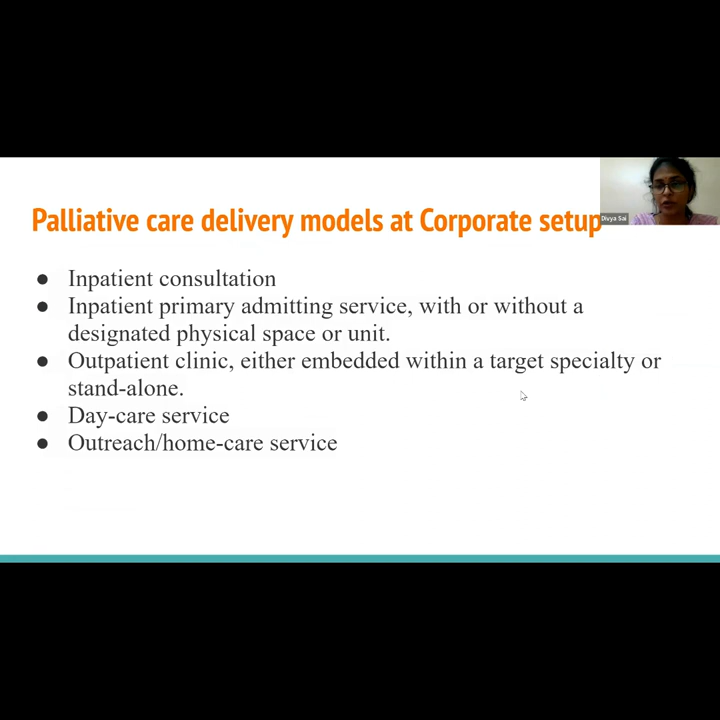 Palliative care delivery models at Corporate setup
Divya Sai
● Inpatient consultation
● Inpatient primary admitting service, with or without a
designated physical space or unit.
● Outpatient clinic, either embedded within a target specialty or
stand-alone.
● Day-care service
● Outreach/home-care service